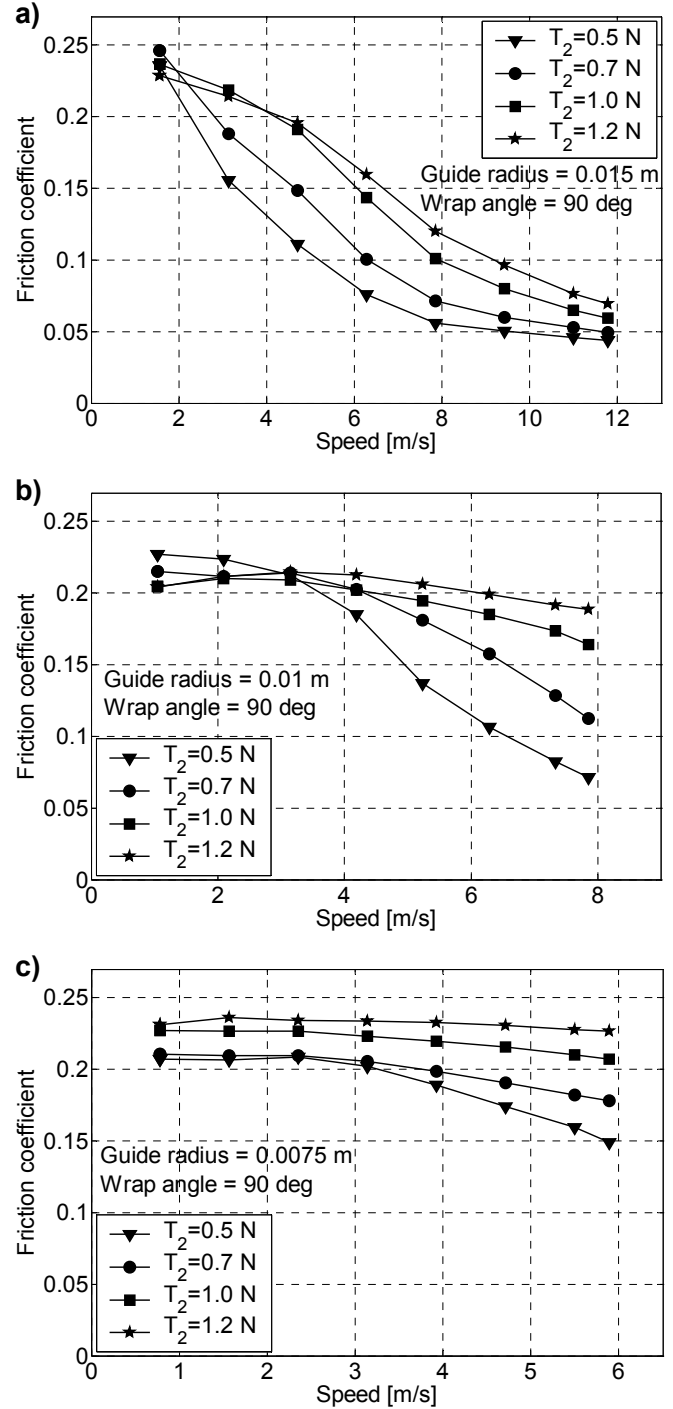 a)
0.25
0.2
0.15
0.1
0.05
0
Friction coefficient
T2=0.5 N
T2=0.7 N
T2=1.0 N
T2=1.2 N
Guide radius = 0.015 m
Wrap angle = 90 deg
0 2 4 6 8 10 12
Speed [m/s]
b)
0.25
0.2
0.15
0.1
0.05
0
Friction coefficient
Guide radius = 0.01 m
Wrap angle = 90 deg
T2=0.5 N
T2=0.7 N
T2=1.0 N
T2=1.2 N
0 2 4 6 8
Speed [m/s]
c)
0.25
0.2
0.15
0.1
0.05
0
Friction coefficient
Guide radius = 0.0075 m
Wrap angle = 90 deg
T2=0.5 N
T2=0.7 N
T2=1.0 N
T2=1.2 N
0 1 2 3 4 5 6
Speed [m/s]